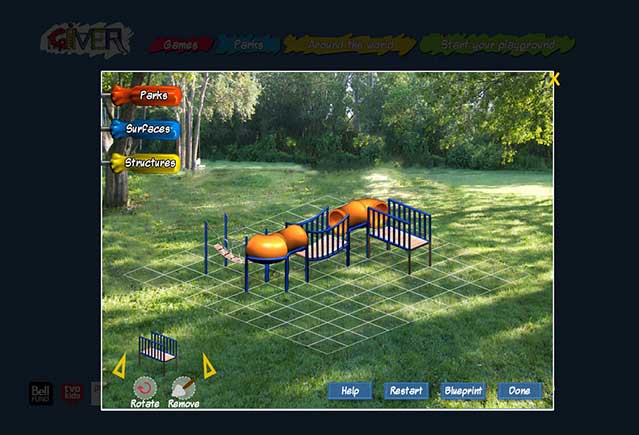 GIVER
Games
Parks
Around the world
Start your playground
X
Parks
Surfaces
Structures
Rotate
Remove
Help
Restart
Blueprint
Done
Bell
FUND
tvo
kids